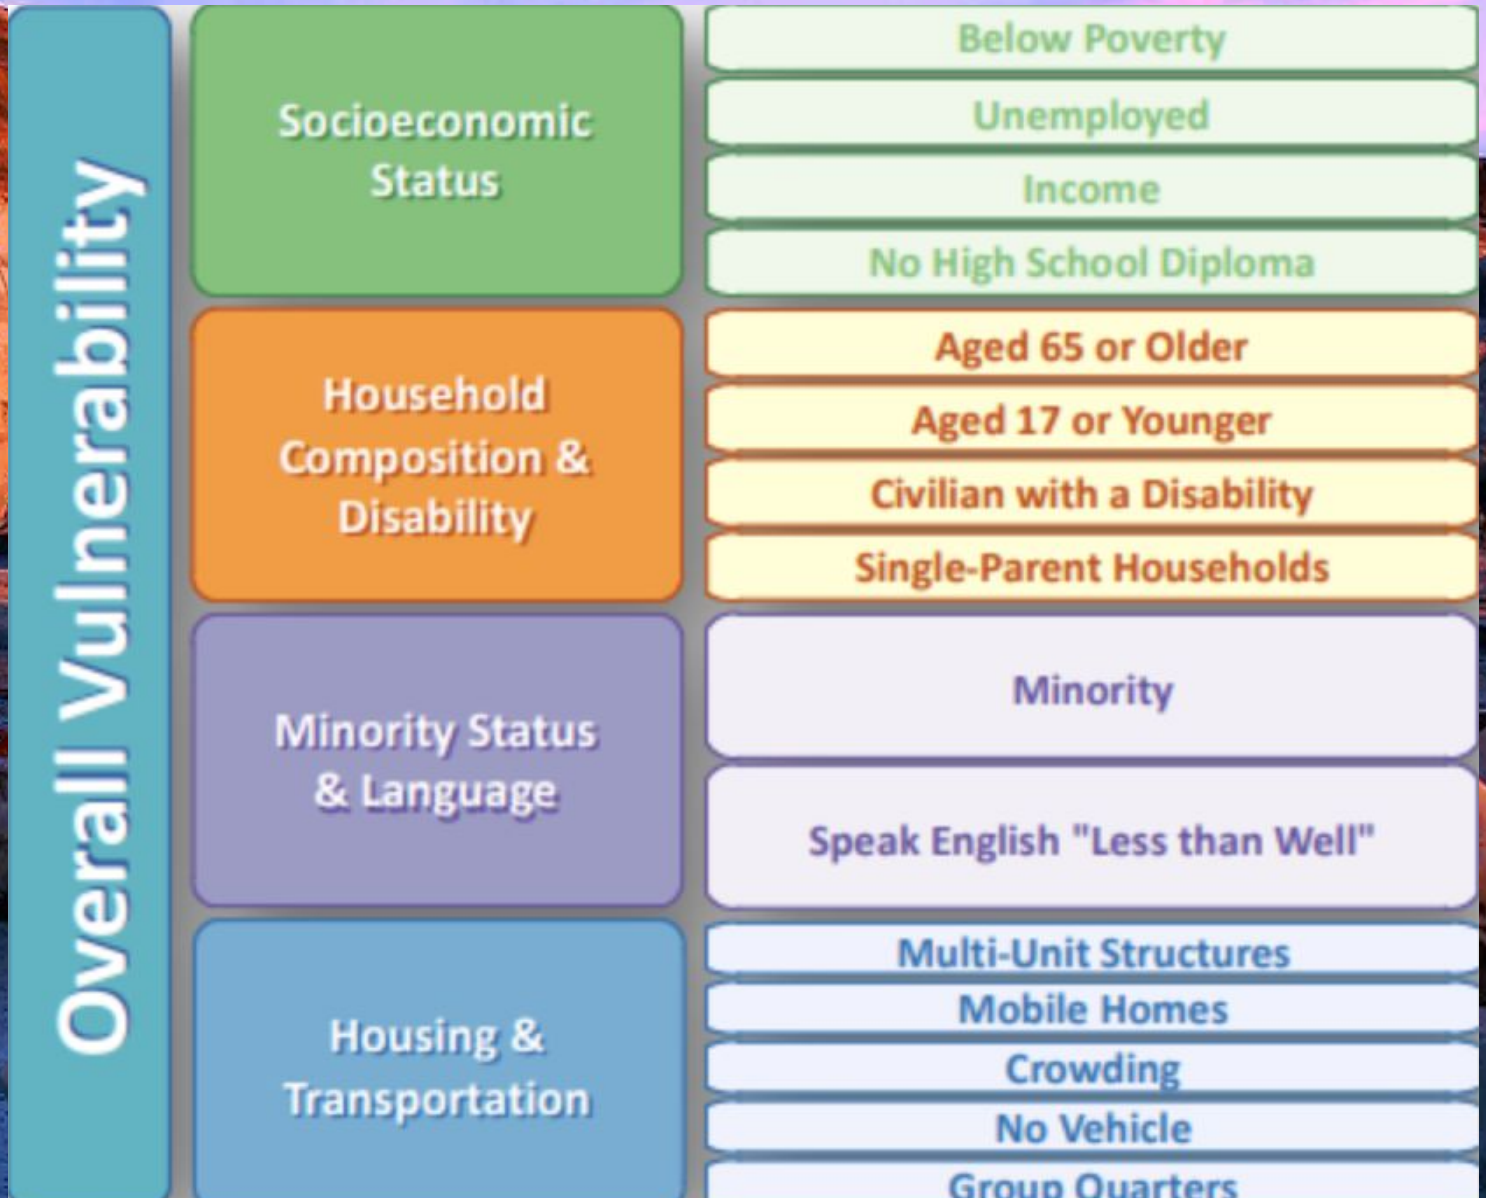 Overall Vulnerability
Socioeconomic
Status
Below Poverty
Unemployed
Income
No High School Diploma
Household
Composition &
Disability
Aged 65 or Older
Aged 17 or Younger
Civilian with a Disability
Single-Parent Households
Minority Status
& Language
Minority
Speak English "Less than Well"
Housing &
Transportation
Multi-Unit Structures
Mobile Homes
Crowding
No Vehicle
Group Quarters